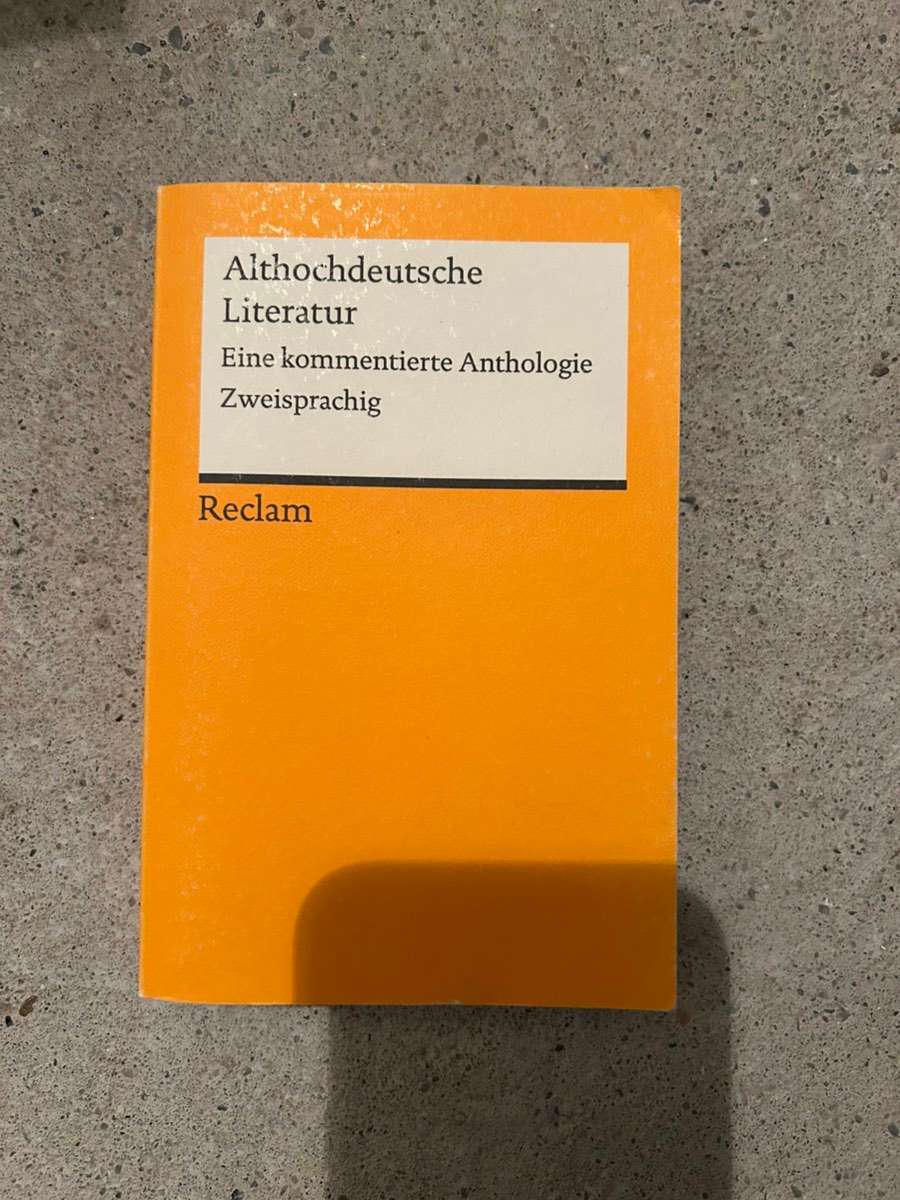 Althochdeutsche
Literatur
Eine kommentierte Anthologie
Zweisprachig
Reclam